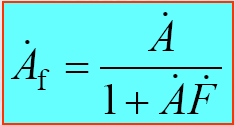 Ȧf = Ȧ / (1 + ȦḞ)